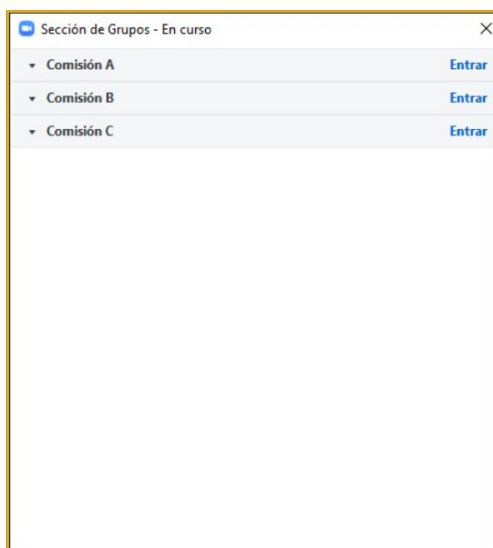 Sección de Grupos - En curso
Comisión A Entrar
Comisión B Entrar
Comisión C Entrar